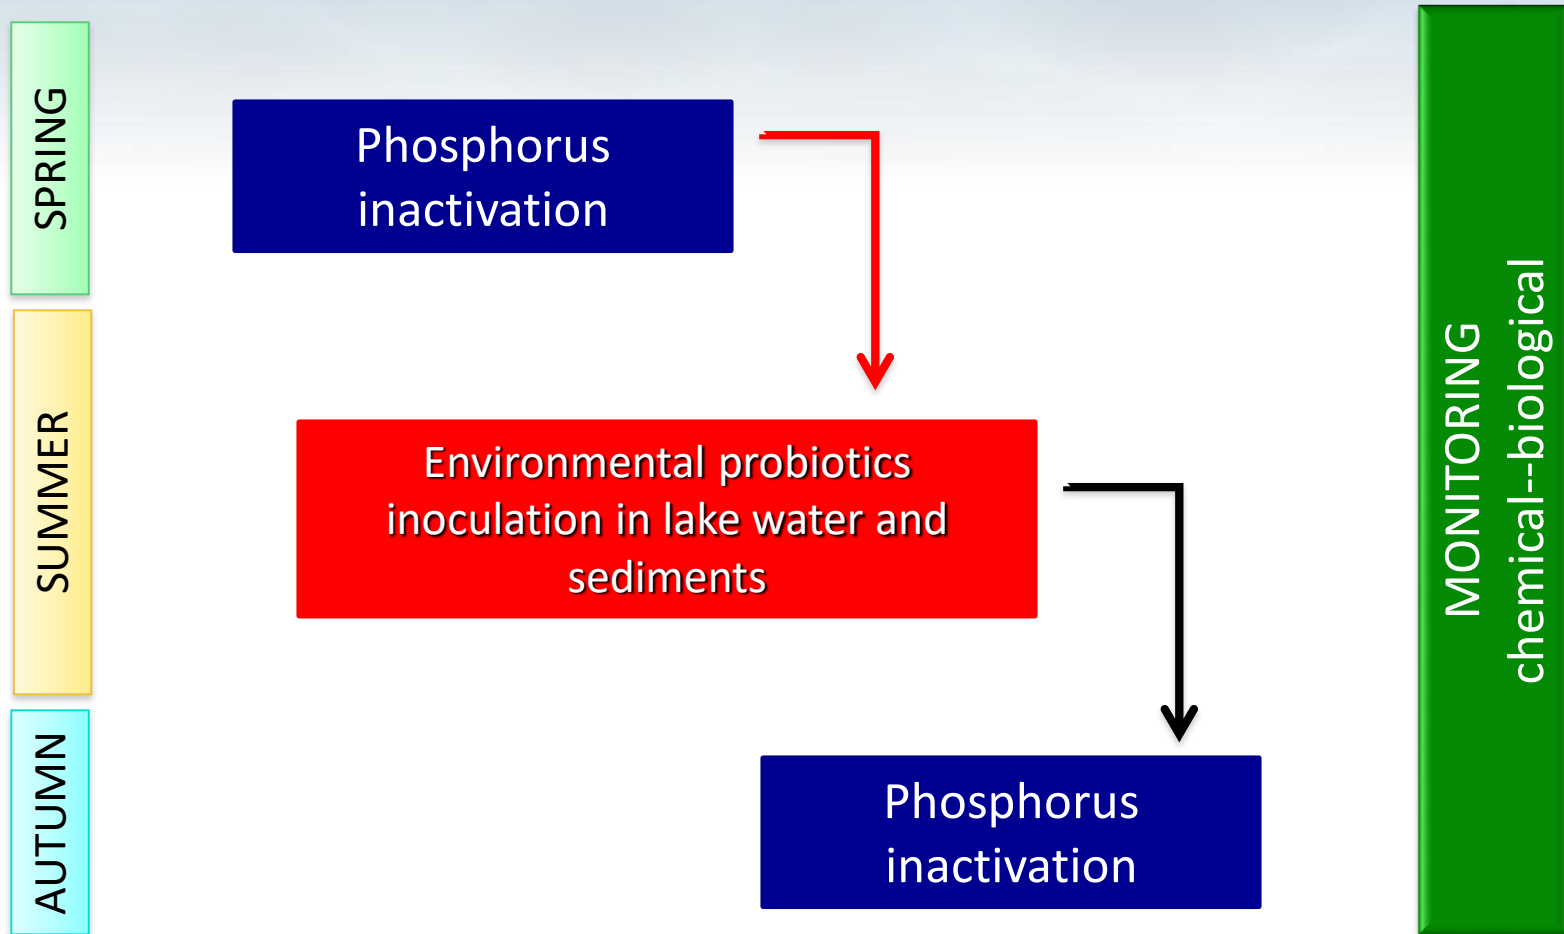 SPRING
Phosphorus
inactivation
SUMMER
Environmental probiotics
inoculation in lake water and
sediments
AUTUMN
Phosphorus
inactivation
MONITORING
chemical--biological